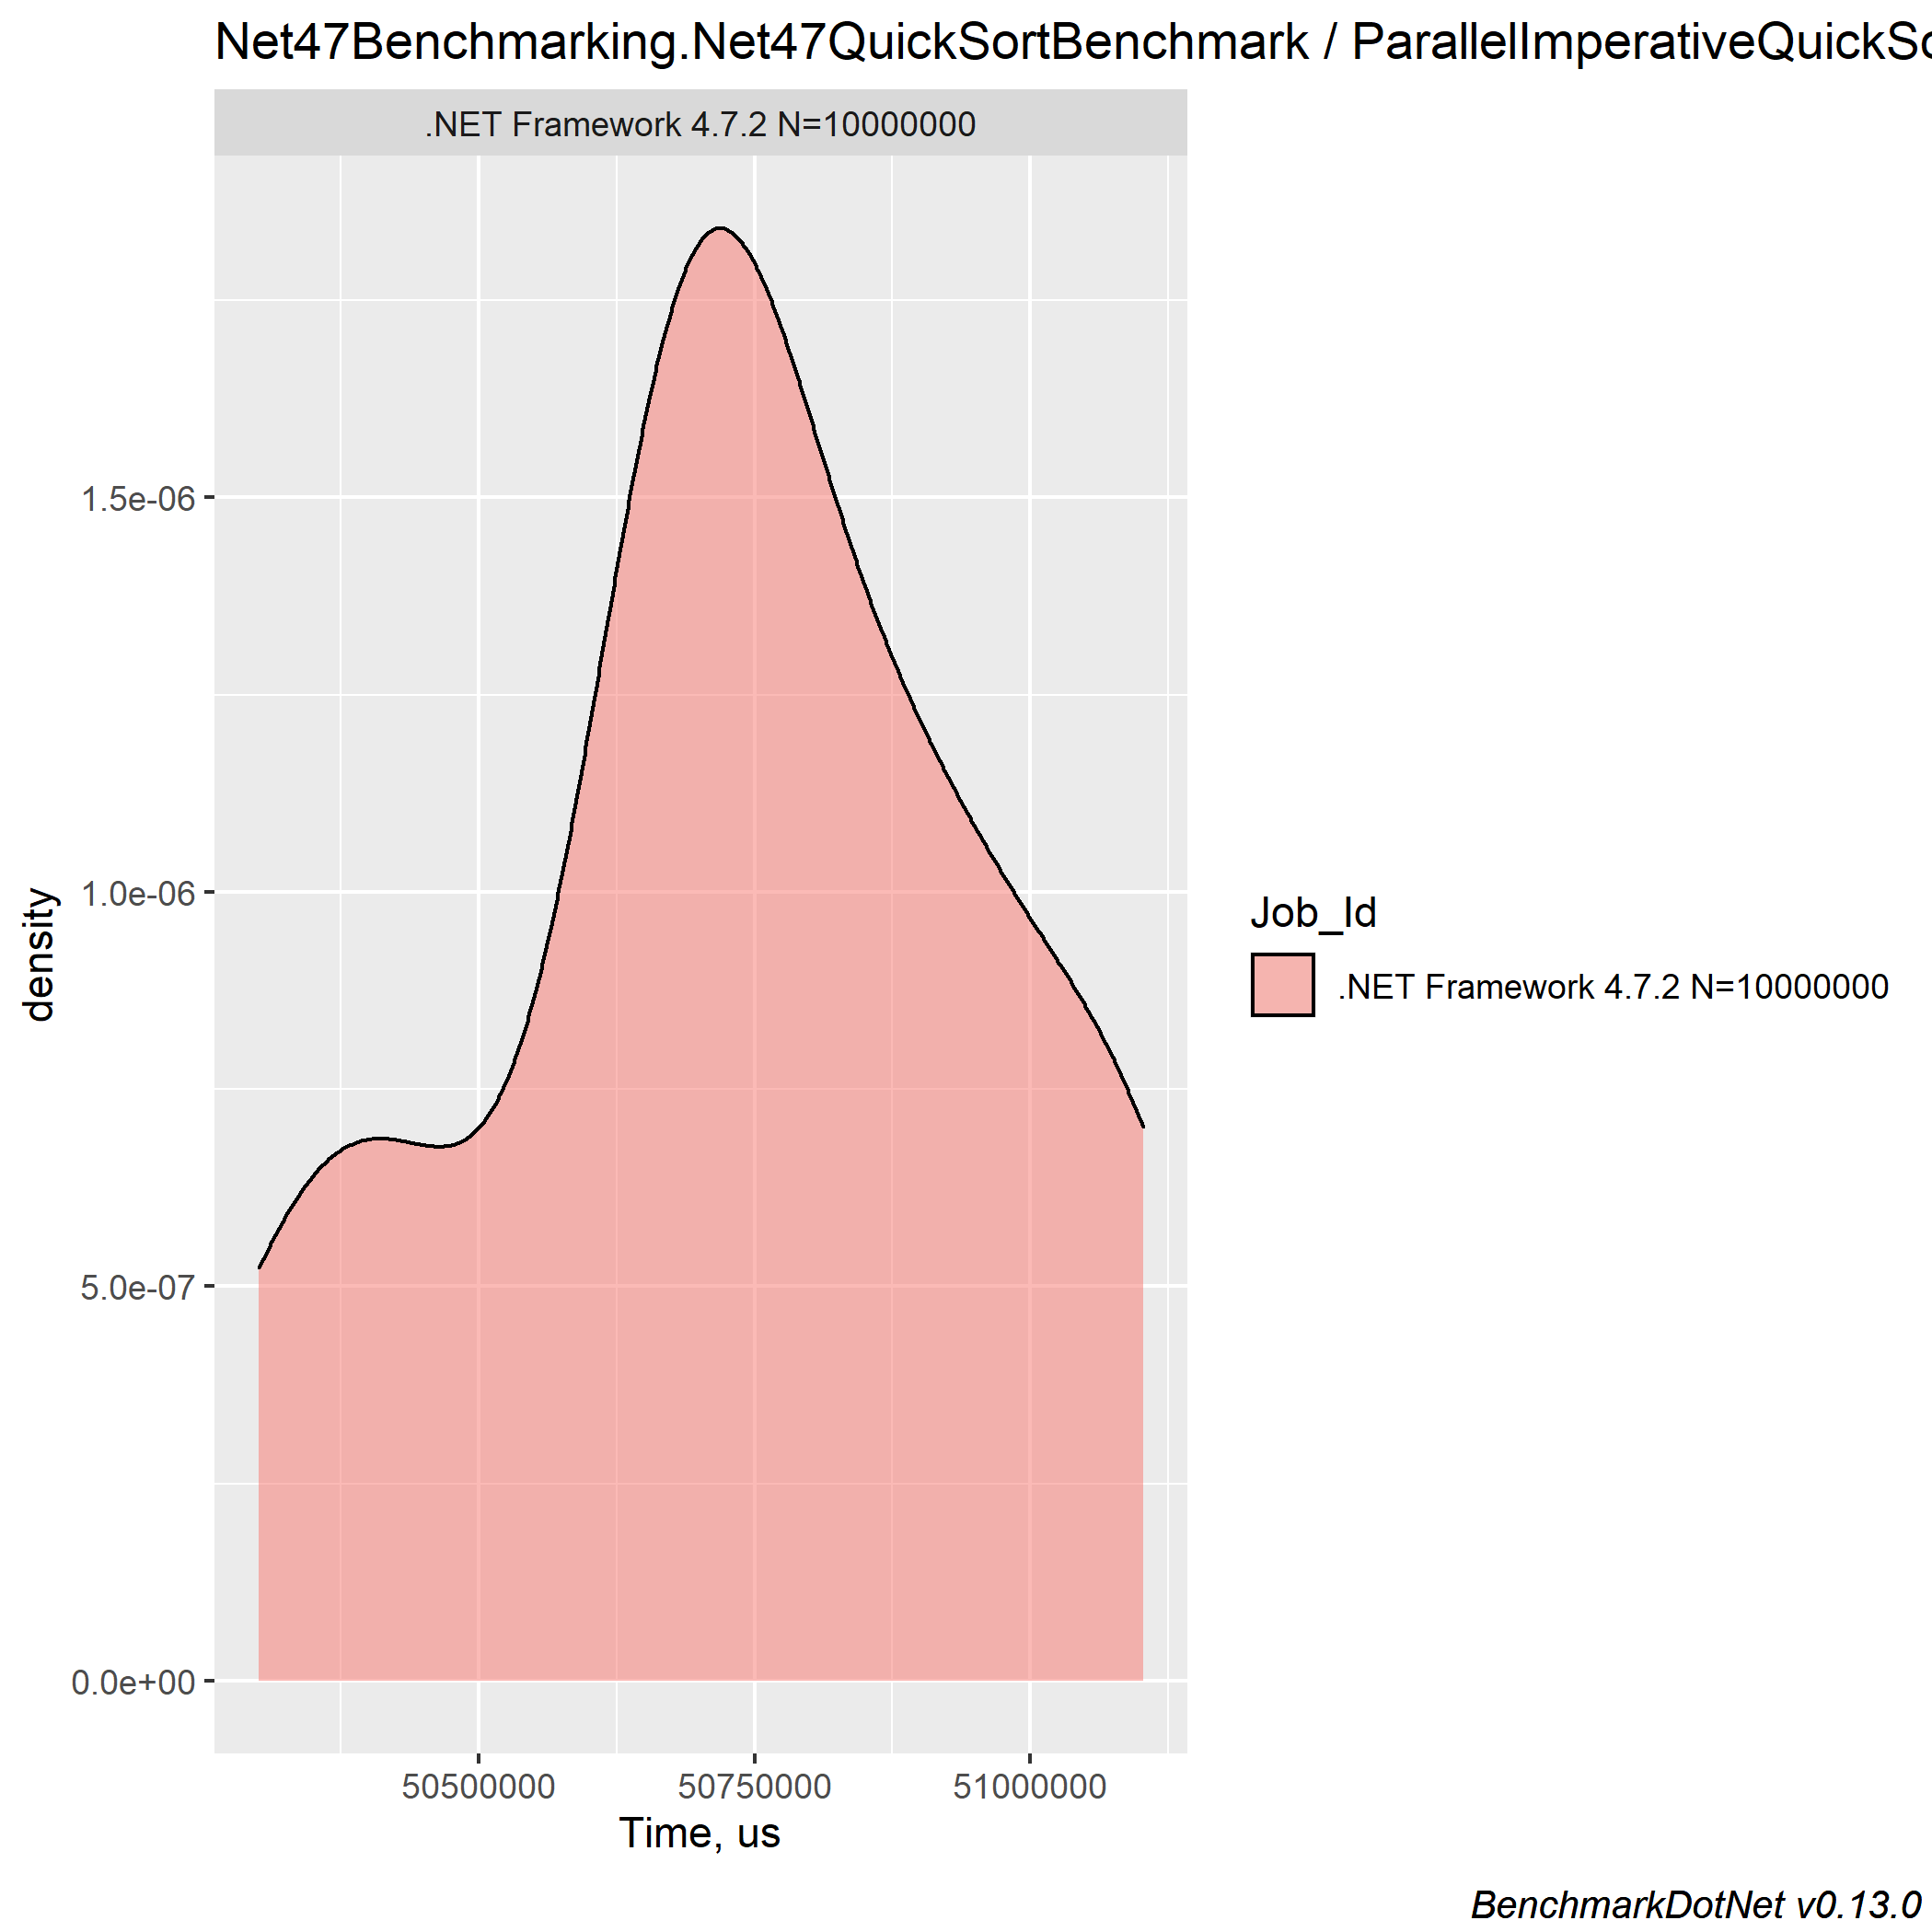 Net47Benchmarking.Net47QuickSortBenchmark / ParallelImperativeQuickSo
.NET Framework 4.7.2 N=10000000
1.5e-06
1.0e-06
5.0e-07
0.0e+00
density
50500000 50750000 51000000
Time, us
Job_Id
.NET Framework 4.7.2 N=10000000
BenchmarkDotNet v0.13.0